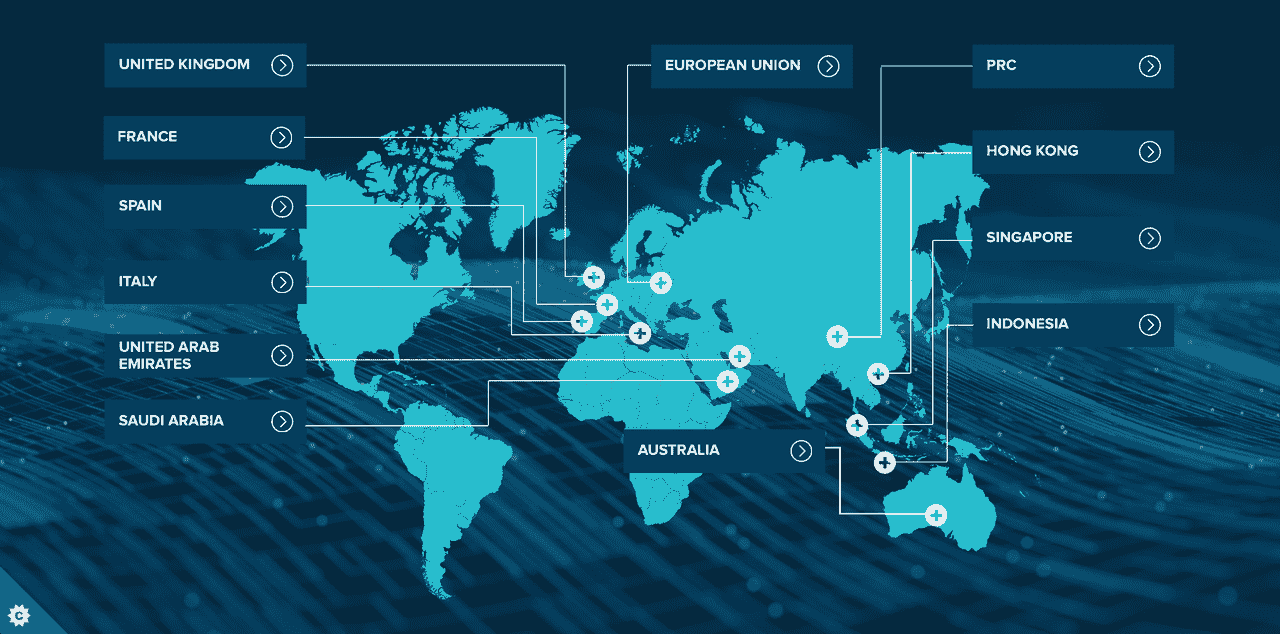 UNITED KINGDOM
FRANCE
SPAIN
ITALY
UNITED ARAB
EMIRATES
SAUDI ARABIA
EUROPEAN UNION
AUSTRALIA
PRC
HONG KONG
SINGAPORE
INDONESIA
C